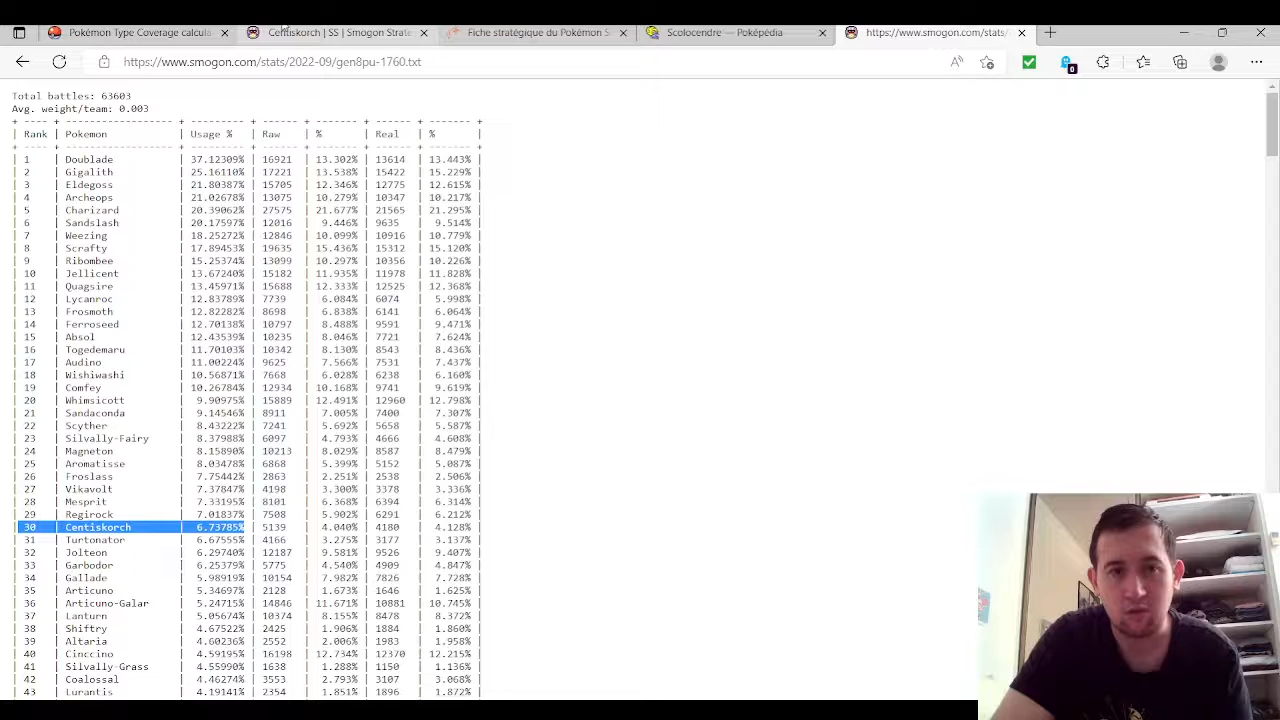 Pokémon Type Coverage calcula
Centiskorch | SS | Smogon Strate
Fiche stratégique du Pokémon S
Scolocendre — Poképédia
https://www.smogon.com/stats/
https://www.smogon.com/stats/2022-09/gen8pu-1760.txt
0
Total battles: 63603
Avg. weight/team: 0.003
+ ---- + ------------------ + --------- + ------ + ------- + ------ + ------- +
| Rank | Pokemon | Usage % | Raw | % | Real | % |
+ ---- + ------------------ + --------- + ------ + ------- + ------ + ------- +
| 1 | Doublade | 37.12309% | 16921 | 13.302% | 13614 | 13.443% |
| 2 | Gigalith | 25.16110% | 17221 | 13.538% | 15422 | 15.229% |
| 3 | Eldegoss | 21.80387% | 15705 | 12.346% | 12775 | 12.615% |
| 4 | Archeops | 21.02678% | 13075 | 10.279% | 10347 | 10.217% |
| 5 | Charizard | 20.39062% | 27575 | 21.677% | 21565 | 21.295% |
| 6 | Sandslash | 20.17597% | 12016 | 9.446% | 9635 | 9.514% |
| 7 | Weezing | 18.25272% | 12846 | 10.099% | 10916 | 10.779% |
| 8 | Scrafty | 17.89453% | 19635 | 15.436% | 15312 | 15.120% |
| 9 | Ribombee | 15.25374% | 13099 | 10.297% | 10356 | 10.226% |
| 10 | Jellicent | 13.67240% | 15182 | 11.935% | 11978 | 11.828% |
| 11 | Quagsire | 13.45971% | 15688 | 12.333% | 12525 | 12.368% |
| 12 | Lycanroc | 12.83789% | 7739 | 6.084% | 6074 | 5.998% |
| 13 | Frosmoth | 12.82282% | 8698 | 6.838% | 6141 | 6.064% |
| 14 | Ferroseed | 12.70138% | 10797 | 8.488% | 9591 | 9.471% |
| 15 | Absol | 12.43539% | 10235 | 8.046% | 7721 | 7.624% |
| 16 | Togedemaru | 11.70103% | 10342 | 8.130% | 8543 | 8.436% |
| 17 | Audino | 11.00224% | 9625 | 7.566% | 7531 | 7.437% |
| 18 | Wishiwashi | 10.56871% | 7668 | 6.028% | 6238 | 6.160% |
| 19 | Comfey | 10.26784% | 12934 | 10.168% | 9741 | 9.619% |
| 20 | Whimsicott | 9.90975% | 15889 | 12.491% | 12960 | 12.798% |
| 21 | Sandaconda | 9.14546% | 8911 | 7.005% | 7400 | 7.307% |
| 22 | Scyther | 8.43222% | 7241 | 5.692% | 5658 | 5.587% |
| 23 | Silvally-Fairy | 8.37988% | 6097 | 4.793% | 4666 | 4.608% |
| 24 | Magneton | 8.15890% | 10213 | 8.029% | 8587 | 8.479% |
| 25 | Aromatisse | 8.03478% | 6868 | 5.399% | 5152 | 5.087% |
| 26 | Froslass | 7.75442% | 2863 | 2.251% | 2538 | 2.506% |
| 27 | Vikavolt | 7.37847% | 4198 | 3.300% | 3378 | 3.336% |
| 28 | Mesprit | 7.33195% | 8101 | 6.368% | 6394 | 6.314% |
| 29 | Regirock | 7.01837% | 7508 | 5.902% | 6291 | 6.212% |
| 30 | Centiskorch | 6.73785% | 5139 | 4.040% | 4180 | 4.128% |
| 31 | Turtonator | 6.67555% | 4166 | 3.275% | 3177 | 3.137% |
| 32 | Jolteon | 6.29740% | 12187 | 9.581% | 9526 | 9.407% |
| 33 | Garbodor | 6.25379% | 5775 | 4.540% | 4909 | 4.847% |
| 34 | Gallade | 5.98919% | 10154 | 7.982% | 7826 | 7.728% |
| 35 | Articuno | 5.34697% | 2128 | 1.673% | 1646 | 1.625% |
| 36 | Articuno-Galar | 5.24715% | 14846 | 11.671% | 10881 | 10.745% |
| 37 | Lanturn | 5.05674% | 10374 | 8.155% | 8478 | 8.372% |
| 38 | Shiftry | 4.67522% | 2425 | 1.906% | 1884 | 1.860% |
| 39 | Altaria | 4.60236% | 2552 | 2.006% | 1983 | 1.958% |
| 40 | Cinccino | 4.59195% | 16198 | 12.734% | 12370 | 12.215% |
| 41 | Silvally-Grass | 4.55990% | 1638 | 1.288% | 1150 | 1.136% |
| 42 | Coalossal | 4.46274% | 3553 | 2.793% | 3107 | 3.068% |
| 43 | Lurantis | 4.19141% | 2354 | 1.851% | 1896 | 1.872% |